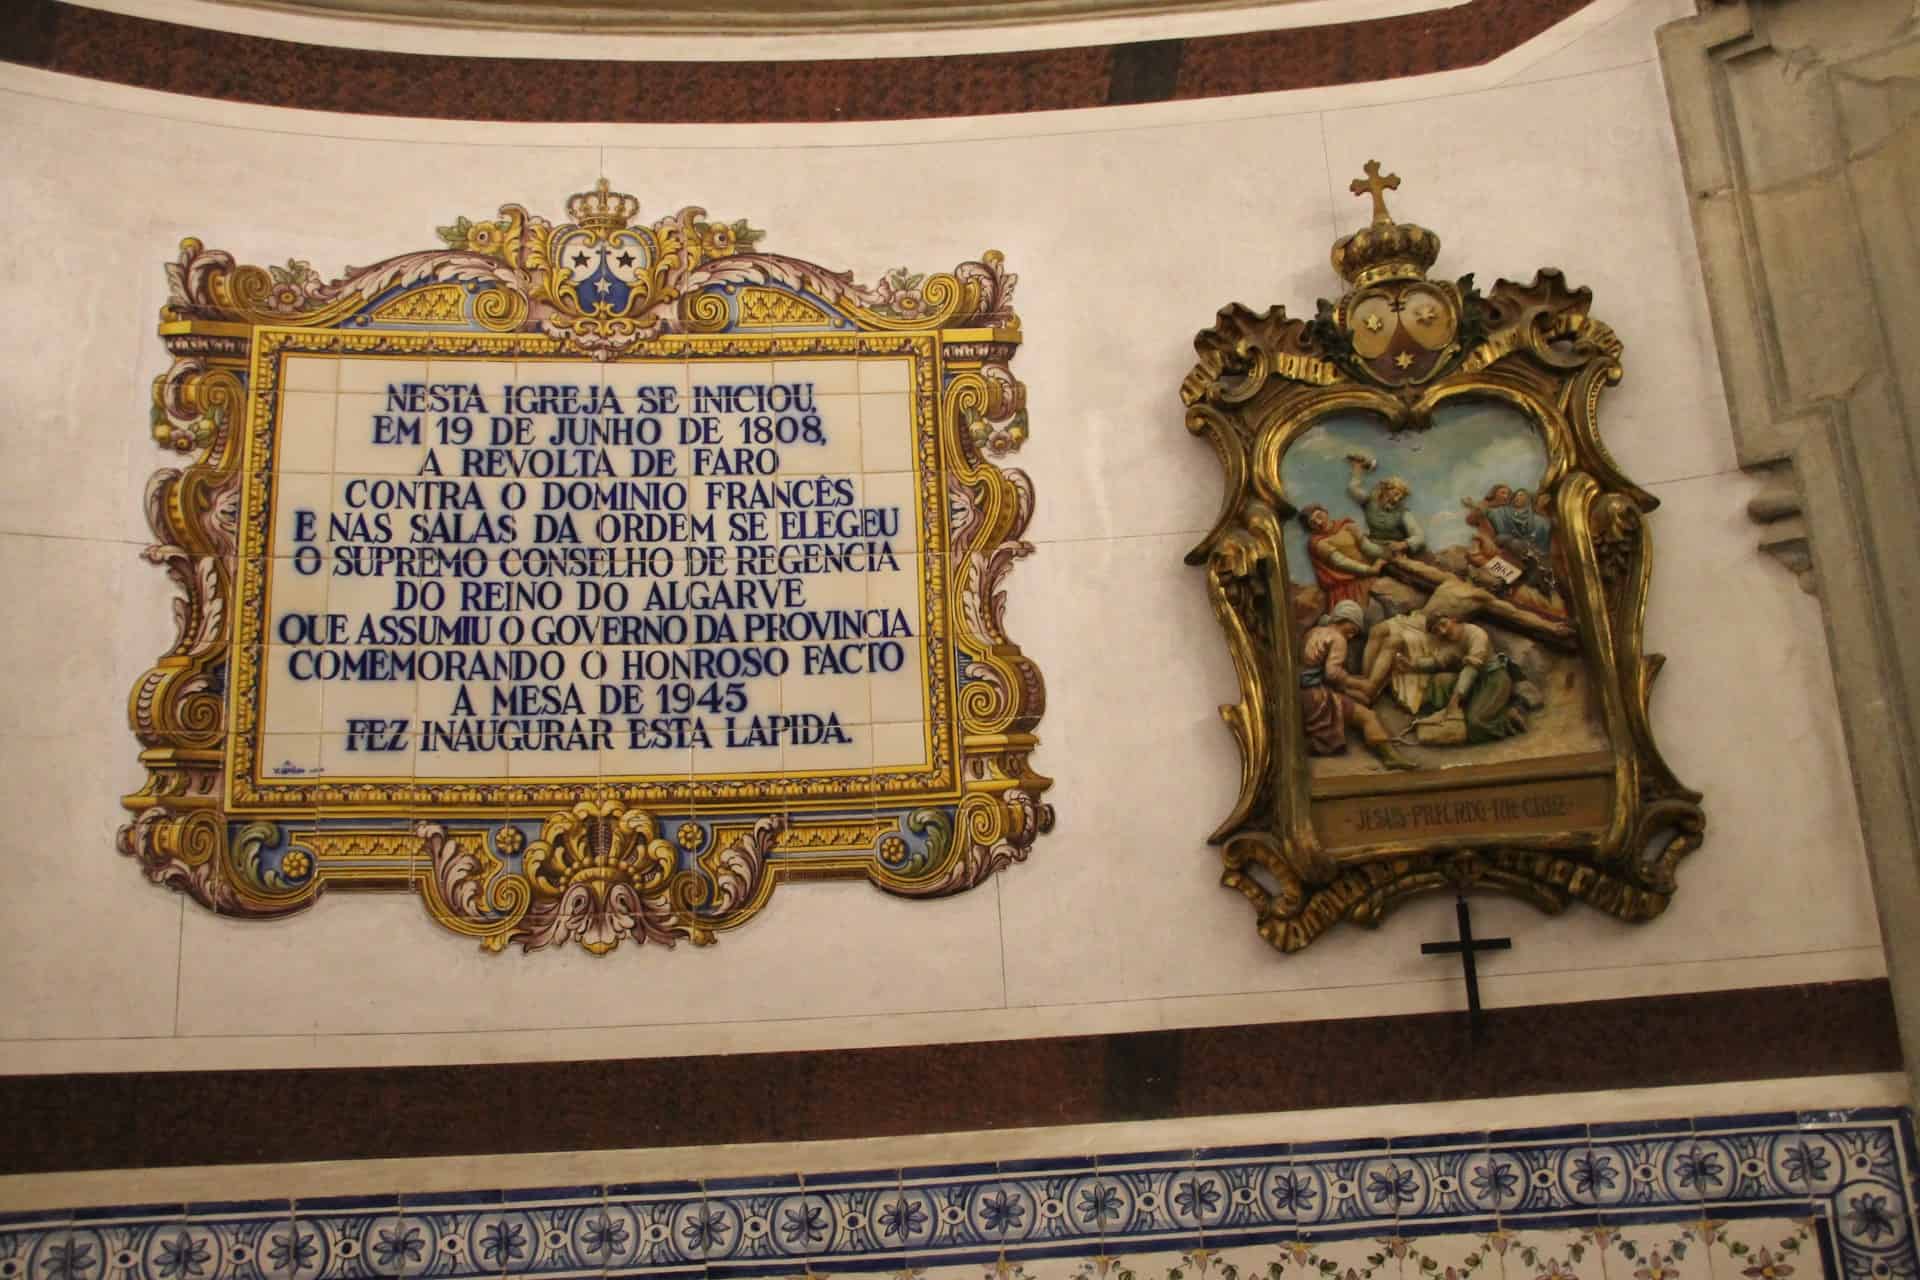 NESTA IGREJA SE INICIOU,
EM 19 DE JUNHO DE 1808,
A REVOLTA DE FARO
CONTRA O DOMINIO FRANCÊS
E NAS SALAS DA ORDEM SE ELEGEU
O SUPREMO CONSELHO DE REGENCIA
DO REINO DO ALGARVE
QUE ASSUMIU O GOVERNO DA PROVINCIA
COMEMORANDO O HONROSO FACTO
A MESA DE 1945
FEZ INAUGURAR ESTA LAPIDA.
JESUS